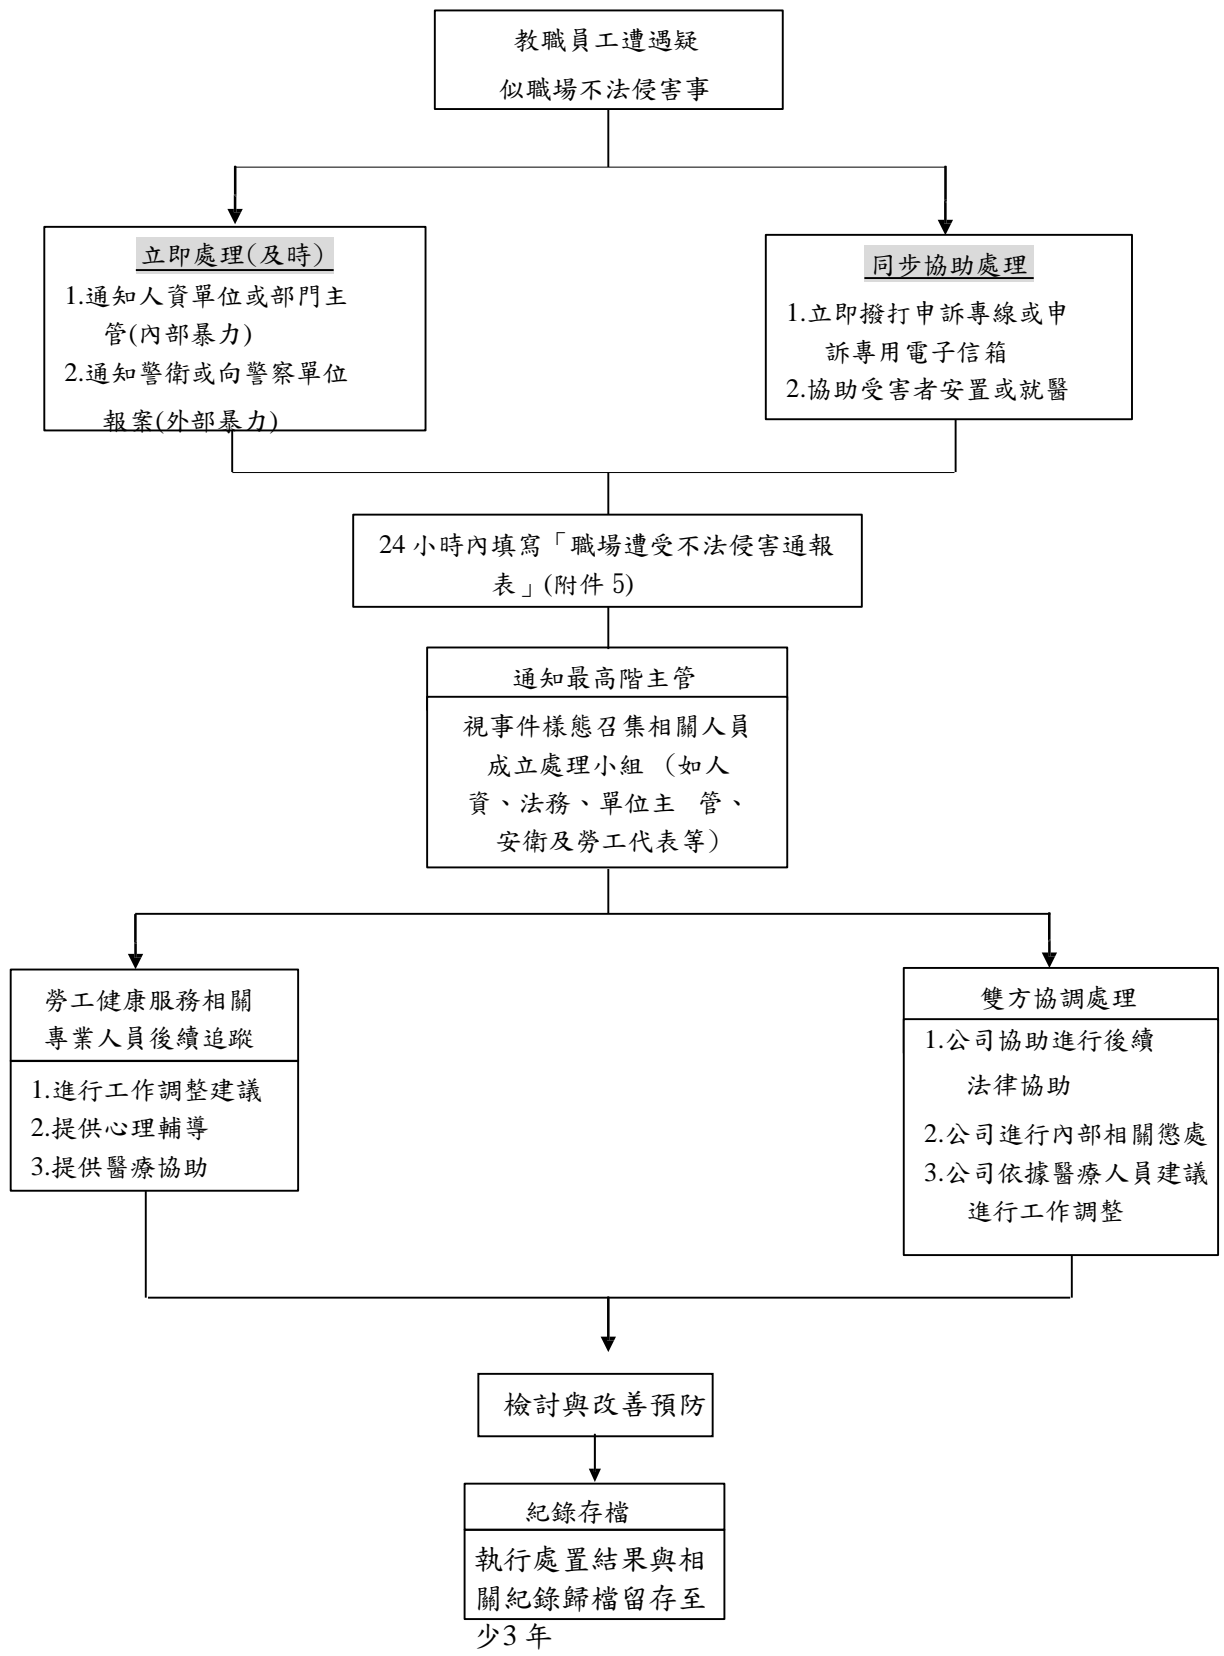 教職員工遭遇疑
似職場不法侵害事
立即處理(及時)
1.通知人資單位或部門主
管(內部暴力)
2.通知警衛或向警察單位
報案(外部暴力)
同步協助處理
1.立即撥打申訴專線或申
訴專用電子信箱
2.協助受害者安置或就醫
24 小時內填寫「職場遭受不法侵害通報
表」(附件 5)
通知最高階主管
視事件樣態召集相關人員
成立處理小組 （如人
資、法務、單位主 管、
安衛及勞工代表等）
勞工健康服務相關
專業人員後續追蹤
1.進行工作調整建議
2.提供心理輔導
3.提供醫療協助
雙方協調處理
1.公司協助進行後續
法律協助
2.公司進行內部相關懲處
3.公司依據醫療人員建議
進行工作調整
檢討與改善預防
紀錄存檔
執行處置結果與相
關紀錄歸檔留存至
少3 年